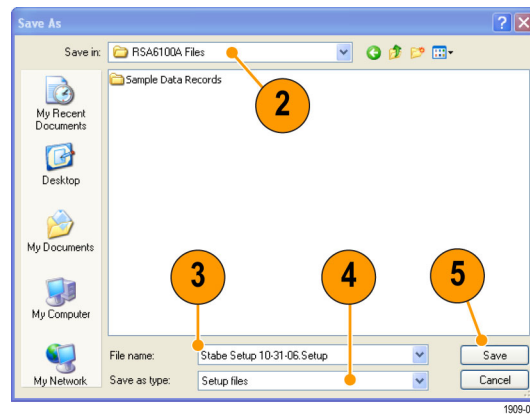 Save As
Save in:
RSA6100A Files
Sample Data Records
2
My Recent
Documents
Desktop
My Documents
My Computer
My Network
3
4
5
File name:
Stabe Setup 10-31-06.Setup
Save
Save as type:
Setup files
Cancel